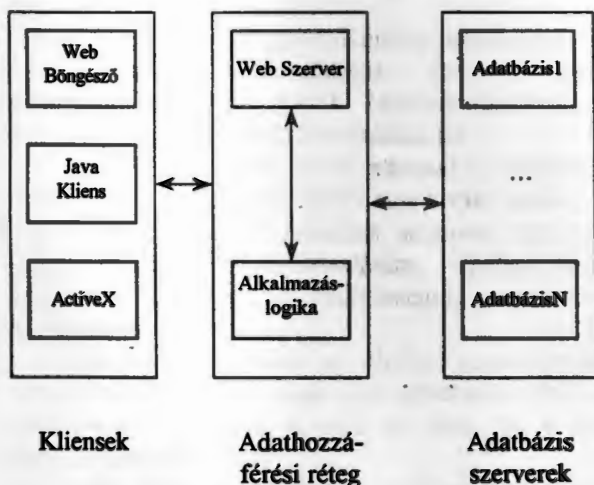 Web
Böngésző
Java
Kliens
ActiveX
Web Szerver
Alkalmazás-
logika
Adatbázis1
...
AdatbázisN
Kliensek
Adathozzá-
férési réteg
Adatbázis
szerverek